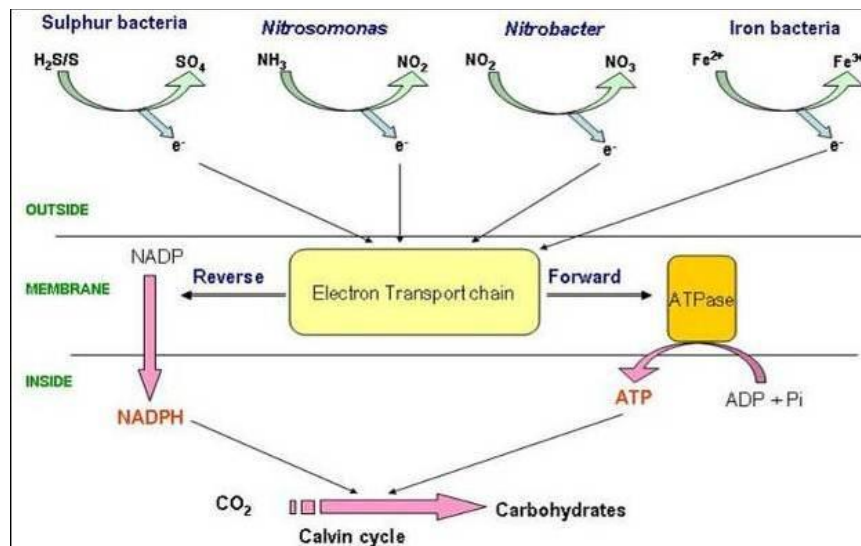 Sulphur bacteria Nitrosomonas Nitrobacter Iron bacteria
H₂S/S SO₄ NH₃ NO₂ NO₂ NO₃ Fe²⁺ Fe³⁺
e⁻ e⁻ e⁻ e⁻
OUTSIDE
NADP
Reverse Electron Transport chain Forward
MEMBRANE ATPase
INSIDE
NADPH ATP ADP + Pi
CO₂ Carbohydrates
Calvin cycle